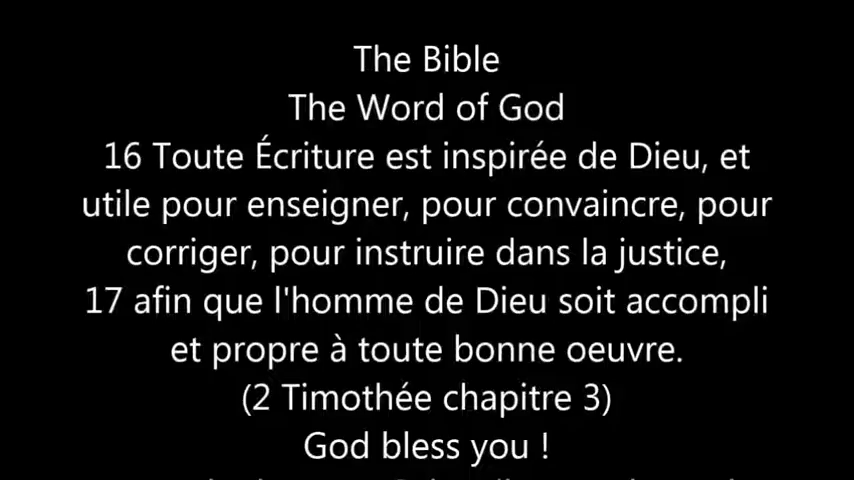 The Bible
The Word of God
16 Toute Écriture est inspirée de Dieu, et
utile pour enseigner, pour convaincre, pour
corriger, pour instruire dans la justice,
17 afin que l'homme de Dieu soit accompli
et propre à toute bonne oeuvre.
(2 Timothée chapitre 3)
God bless you !